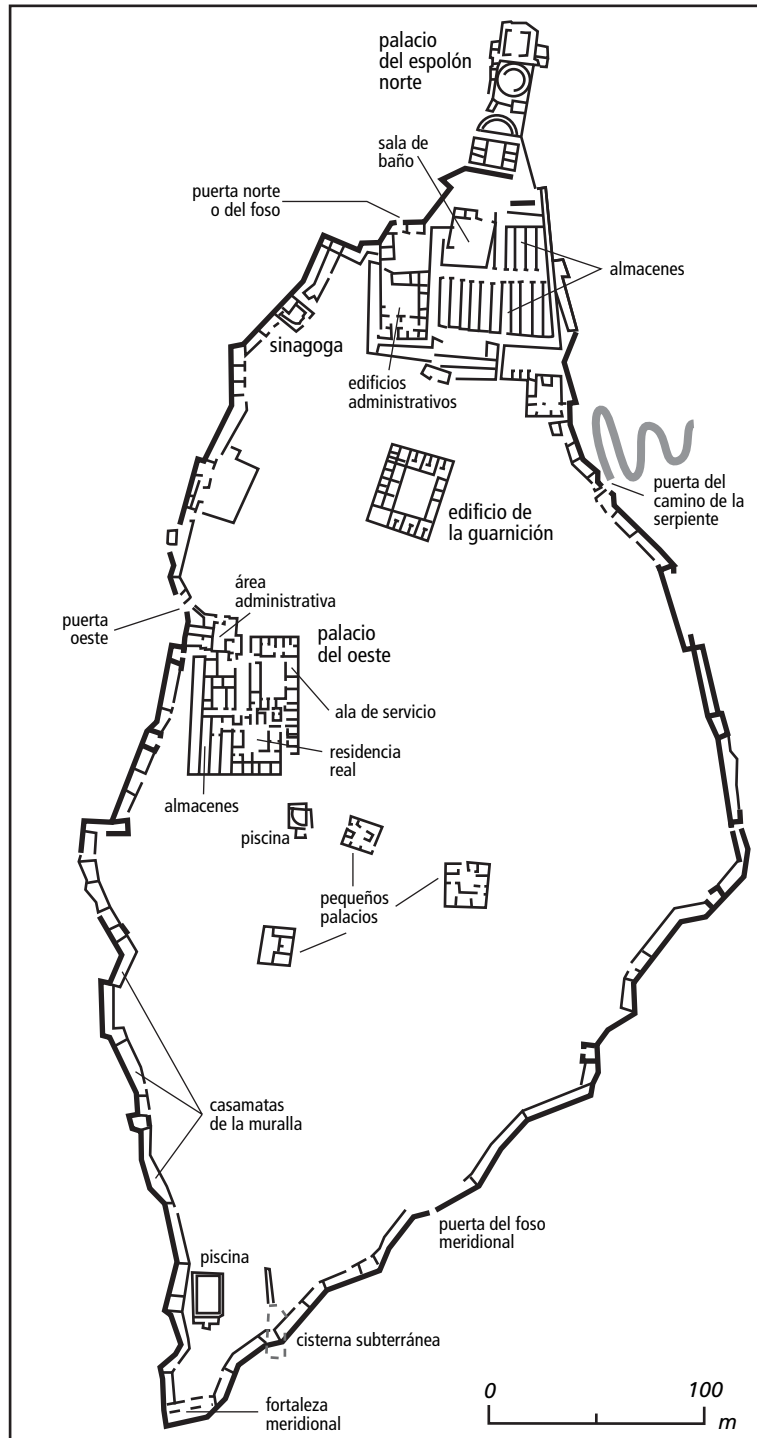 palacio
del espolón
norte
sala de
baño
puerta norte
o del foso
almacenes
sinagoga
edificios
administrativos
puerta del
camino de la
serpiente
edificio de
la guarnición
área
administrativa
puerta
oeste
palacio
del oeste
ala de servicio
residencia
real
almacenes
piscina
pequeños
palacios
casamatas
de la muralla
puerta del foso
meridional
piscina
cisterna subterránea
fortaleza
meridional
0 100
m